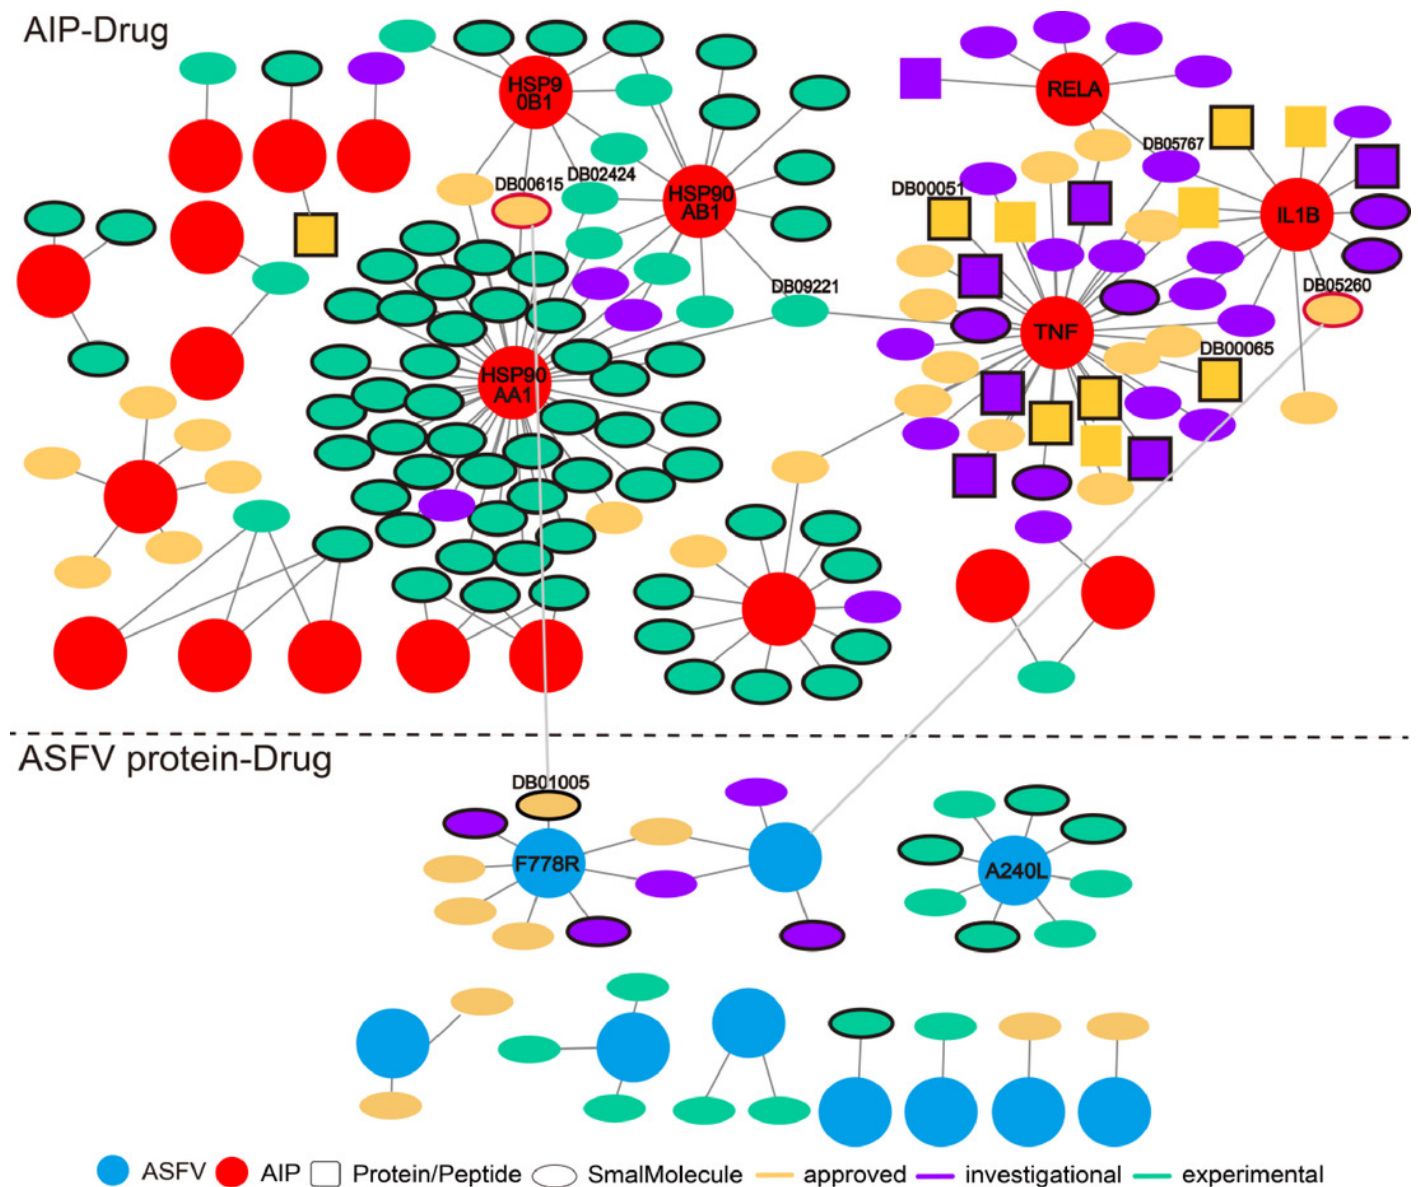 AIP-Drug
HSP9
0B1
RELA
DB05767
DB00615
DB02424
DB00051
HSP90
AB1
IL1B
DB09221
DB05260
TNF
DB00065
HSP90
AA1
ASFV protein-Drug
DB01005
F778R
A240L
ASFV AIP Protein/Peptide SmalMolecule approved investigational experimental